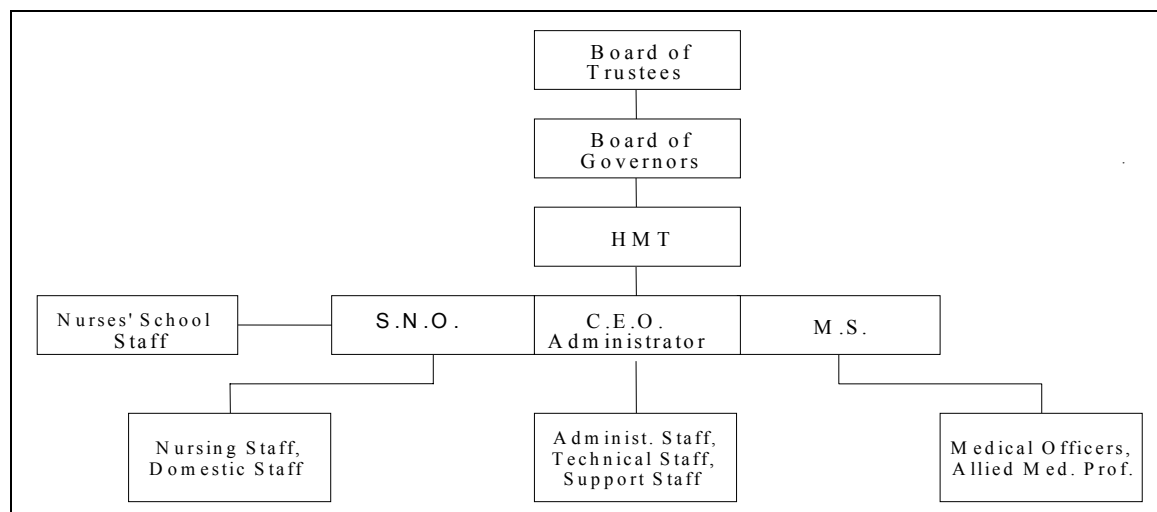 Board of
Trustees
Board of
Governors
HMT
Nurses' School
Staff
S.N.O.
C.E.O.
Administrator
M.S.
Nursing Staff,
Domestic Staff
Administ. Staff,
Technical Staff,
Support Staff
Medical Officers,
Allied Med. Prof.